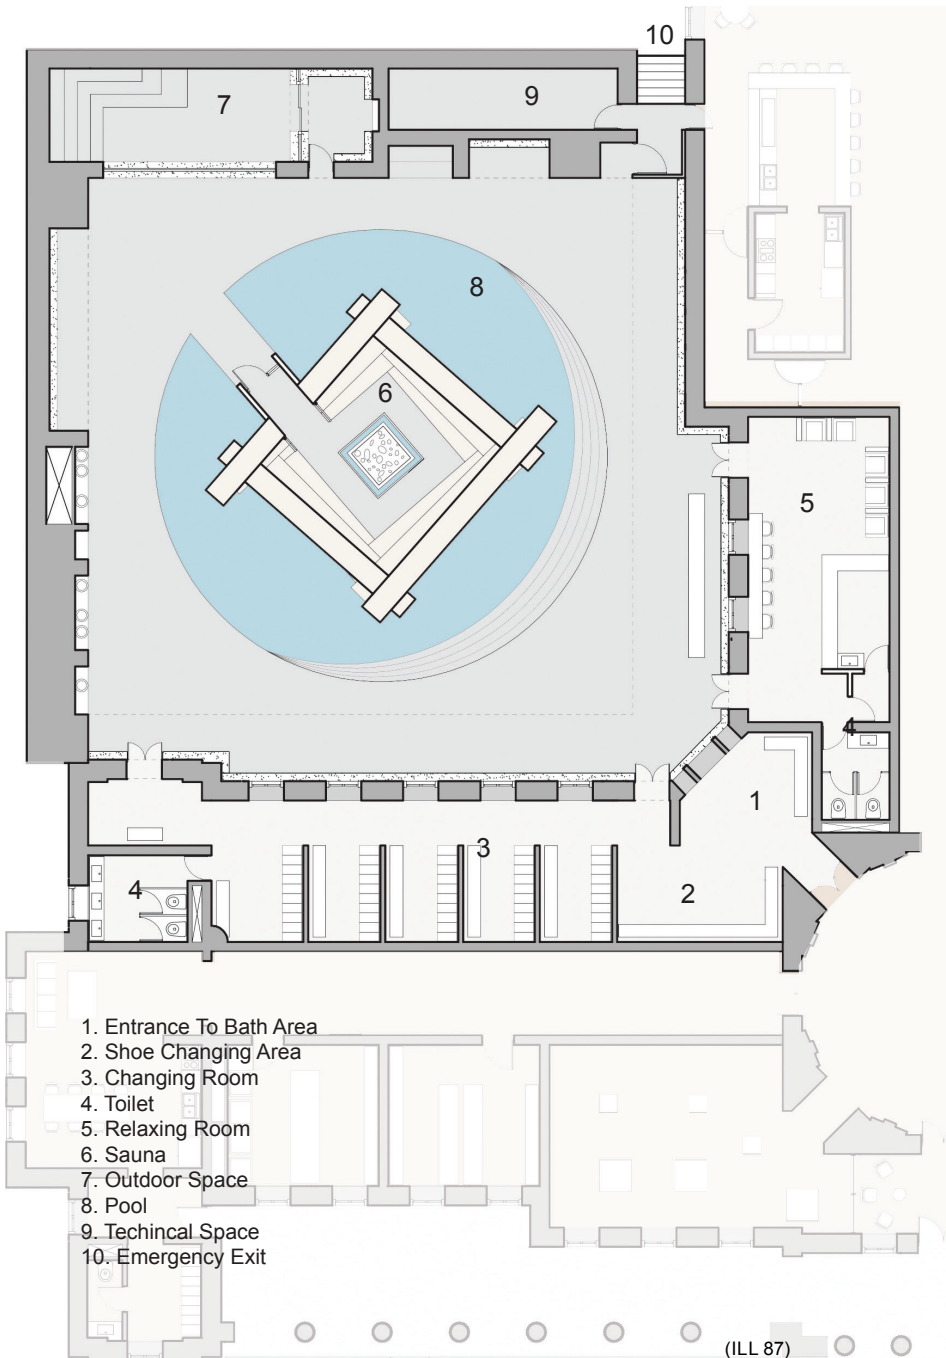 10
7
9
8
6
5
4
1
3
2
4
1. Entrance To Bath Area
2. Shoe Changing Area
3. Changing Room
4. Toilet
5. Relaxing Room
6. Sauna
7. Outdoor Space
8. Pool
9. Techincal Space
10. Emergency Exit
(ILL 87)